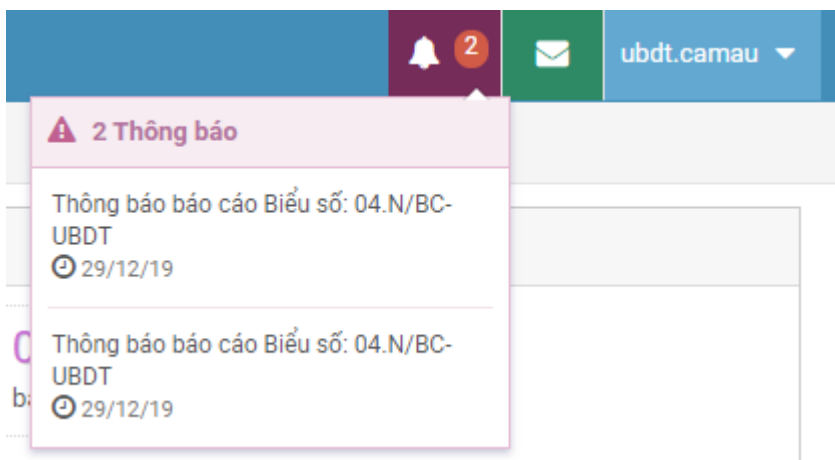 2
ubdt.camau
2 Thông báo
Thông báo báo cáo Biểu số: 04.N/BC-
UBDT
29/12/19
Thông báo báo cáo Biểu số: 04.N/BC-
UBDT
29/12/19